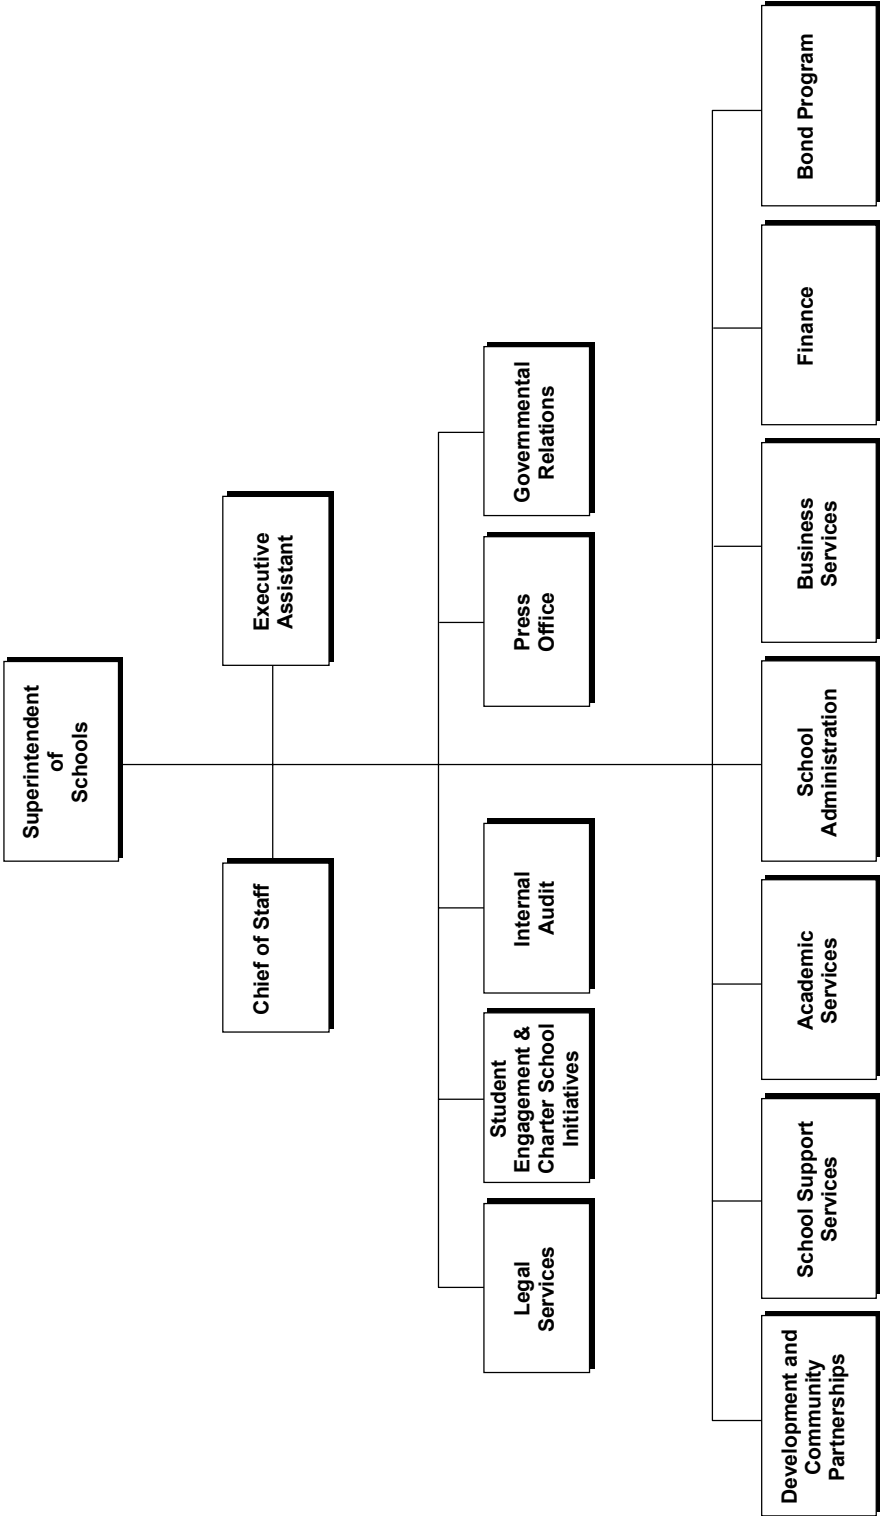 Superintendent
of
Schools
Chief of Staff
Executive
Assistant
Legal
Services
Student
Engagement &
Charter School
Initiatives
Internal
Audit
Press
Office
Governmental
Relations
Development and
Community
Partnerships
School Support
Services
Academic
Services
School
Administration
Business
Services
Finance
Bond Program